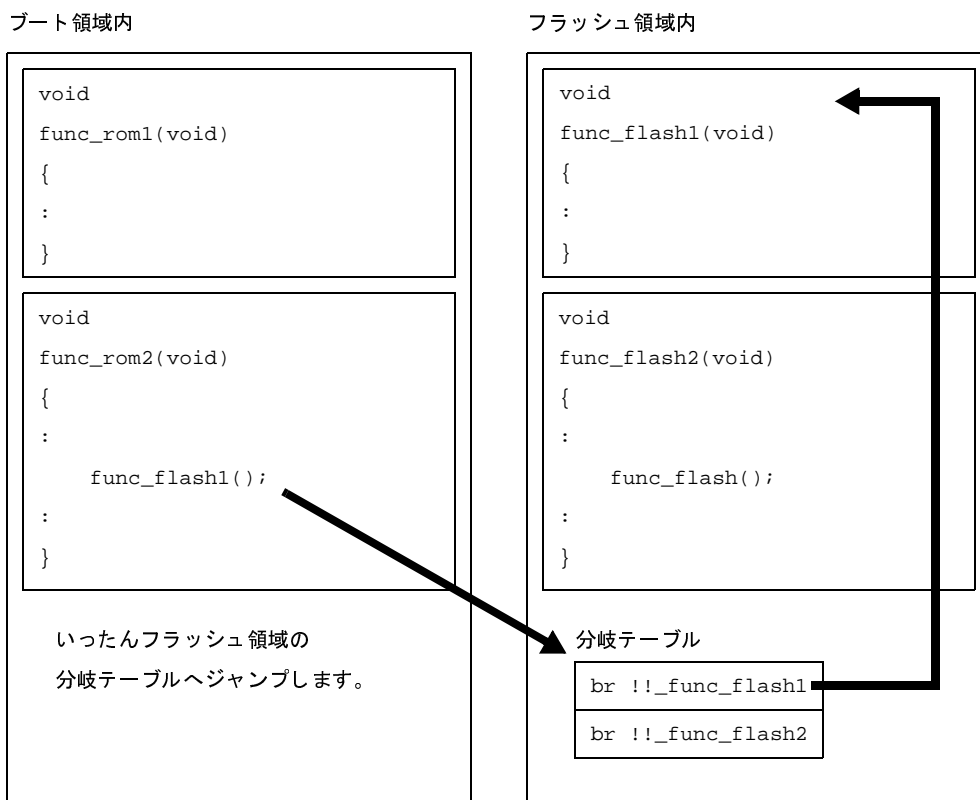 ブート領域内
void
func_rom1(void)
{
:
}
void
func_rom2(void)
{
:
func_flash1();
:
}
いったんフラッシュ領域の
分岐テーブルへジャンプします。
フラッシュ領域内
void
func_flash1(void)
{
:
}
void
func_flash2(void)
{
:
func_flash();
:
}
分岐テーブル
br !!_func_flash1
br !!_func_flash2